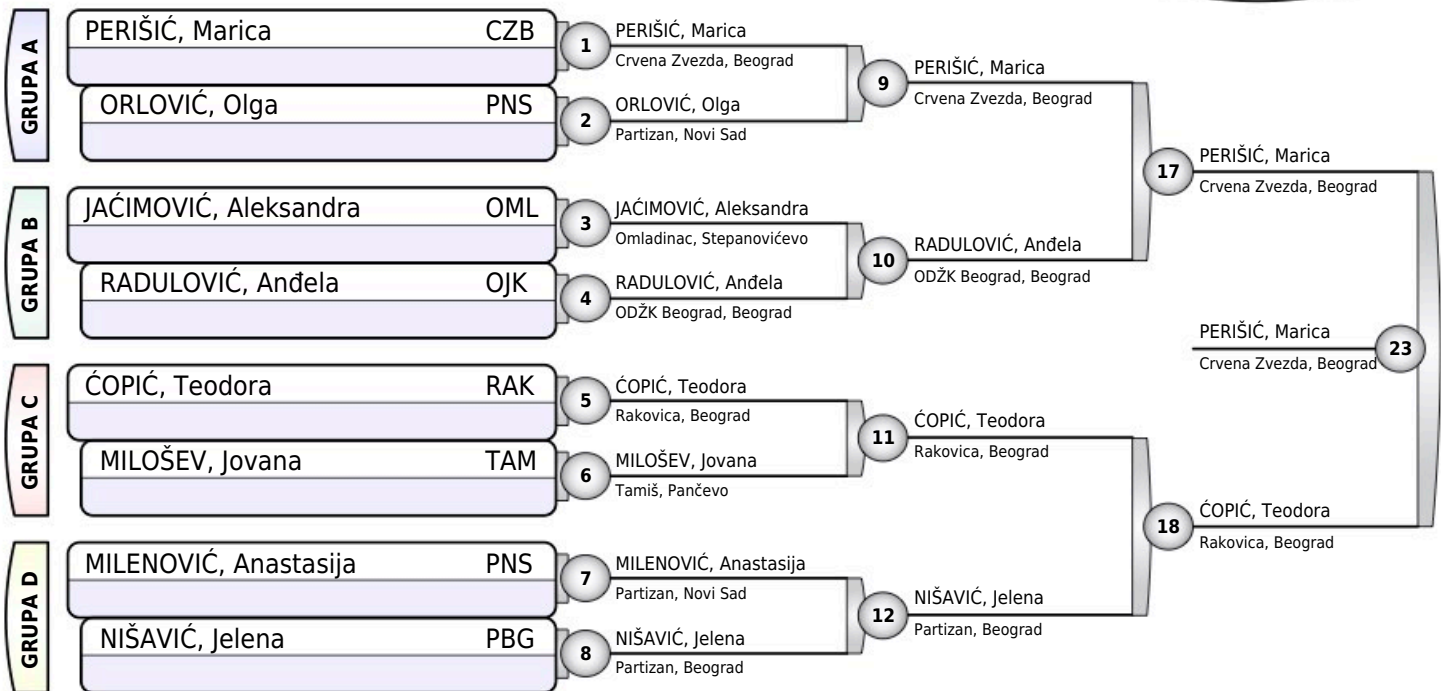 GRUPA A
PERIŠIĆ, Marica CZB
ORLOVIĆ, Olga PNS
GRUPA B
JAĆIMOVIĆ, Aleksandra OML
RADULOVIĆ, Anđela OJK
GRUPA C
ĆOPIĆ, Teodora RAK
MILOŠEV, Jovana TAM
GRUPA D
MILENOVIĆ, Anastasija PNS
NIŠAVIĆ, Jelena PBG
1
PERIŠIĆ, Marica
Crvena Zvezda, Beograd
2
ORLOVIĆ, Olga
Partizan, Novi Sad
3
JAĆIMOVIĆ, Aleksandra
Omladinac, Stepanovićevo
4
RADULOVIĆ, Anđela
ODŽK Beograd, Beograd
5
ĆOPIĆ, Teodora
Rakovica, Beograd
6
MILOŠEV, Jovana
Tamiš, Pančevo
7
MILENOVIĆ, Anastasija
Partizan, Novi Sad
8
NIŠAVIĆ, Jelena
Partizan, Beograd
9
PERIŠIĆ, Marica
Crvena Zvezda, Beograd
10
RADULOVIĆ, Anđela
ODŽK Beograd, Beograd
11
ĆOPIĆ, Teodora
Rakovica, Beograd
12
NIŠAVIĆ, Jelena
Partizan, Beograd
17
PERIŠIĆ, Marica
Crvena Zvezda, Beograd
18
ĆOPIĆ, Teodora
Rakovica, Beograd
PERIŠIĆ, Marica
Crvena Zvezda, Beograd
23